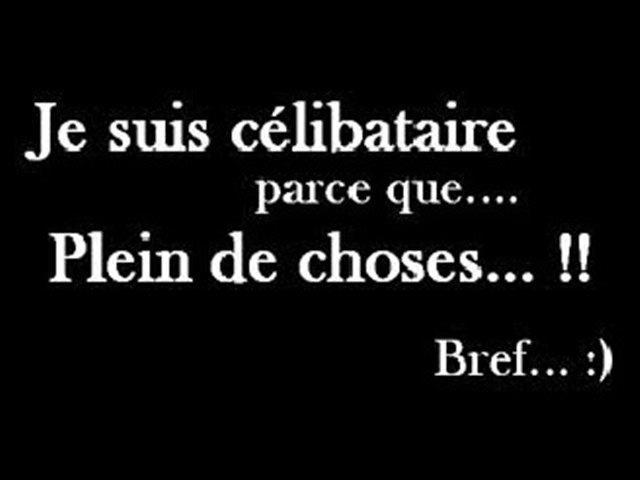 Je suis célibataire
parce que....
Plein de choses... !!
Bref... :)